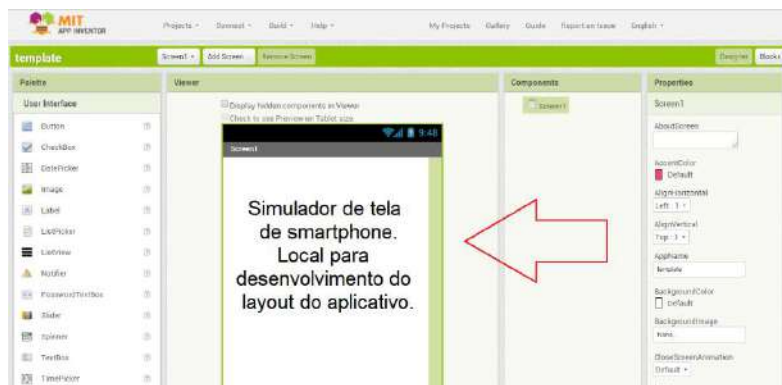 MIT
APP INVENTOR
Projects Connect Build Help My Projects Gallery Guide Report an Issue English
template Screen1 Add Screen Remove Screen Designer Blocks
Palette
User Interface
Button
CheckBox
DatePicker
Image
Label
ListPicker
ListView
Notifier
PasswordTextBox
Slider
Spinner
TextBox
TimePicker
Viewer
Display hidden components in Viewer
Check to see Preview on Tablet size.
9:48
Screen1
Simulador de tela
de smartphone.
Local para
desenvolvimento do
layout do aplicativo.
Components
Screen1
Properties
Screen1
AboutScreen
AccentColor
Default
AlignHorizontal
Left : 1
AlignVertical
Top : 1
AppName
template
BackgroundColor
Default
BackgroundImage
None...
CloseScreenAnimation
Default